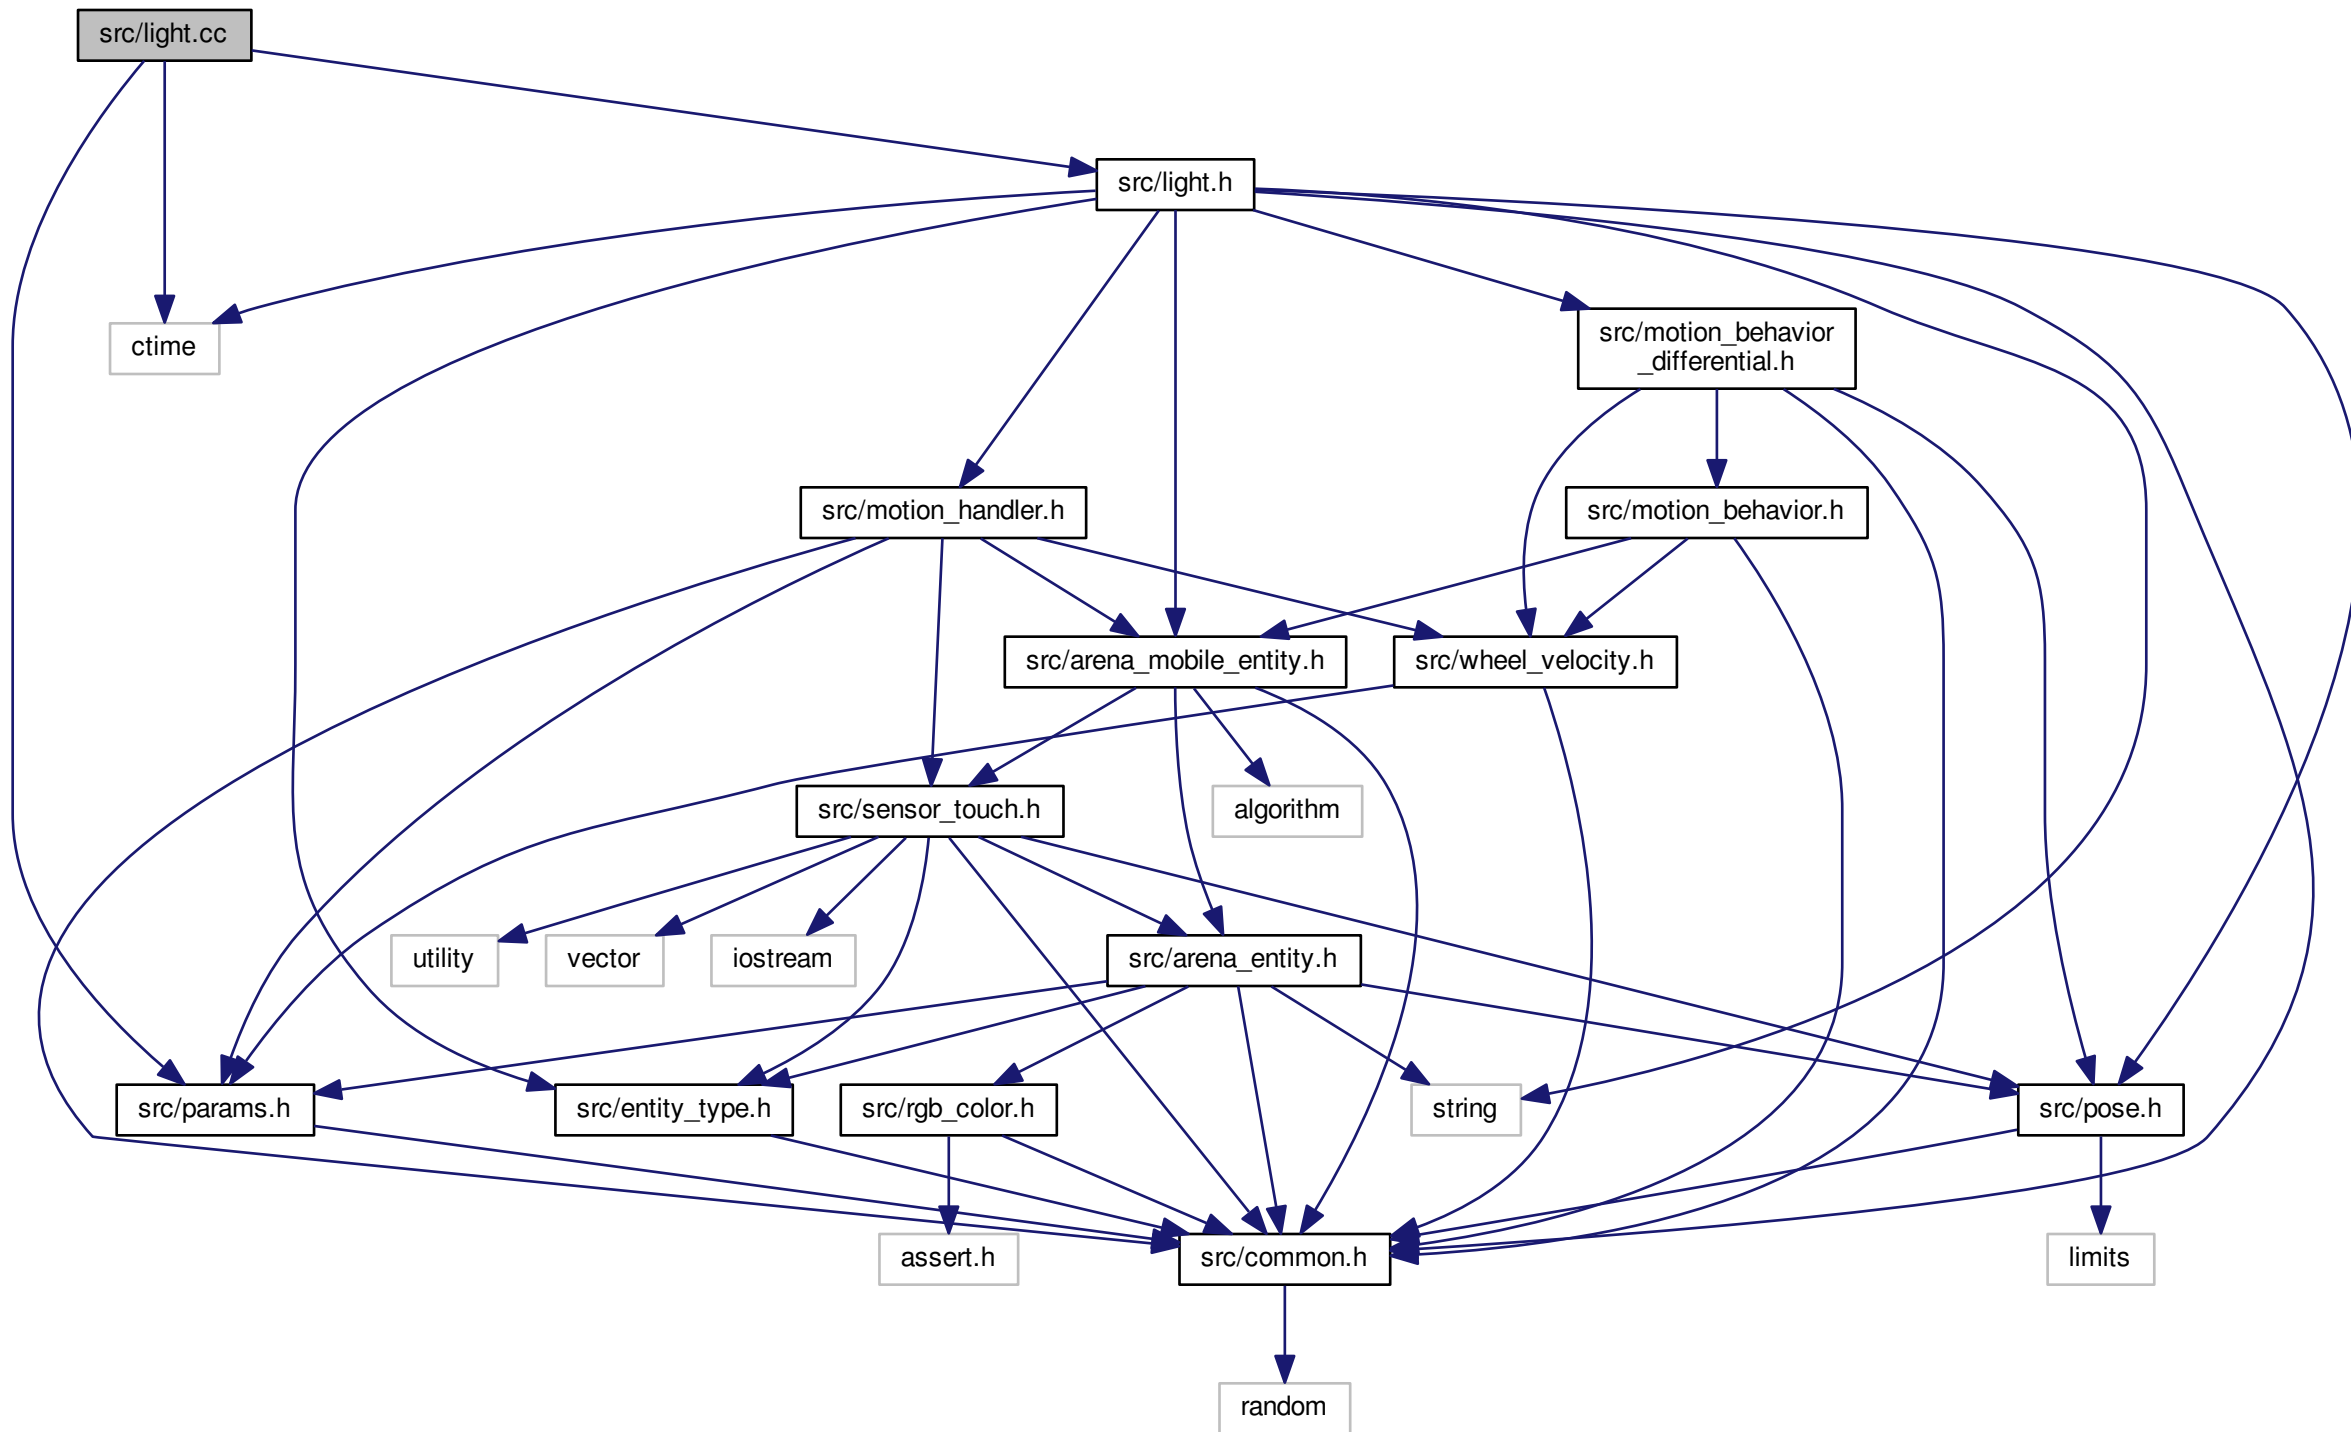 src/light.cc
src/light.h
ctime
src/motion_behavior
_differential.h
src/motion_handler.h
src/motion_behavior.h
src/arena_mobile_entity.h
src/wheel_velocity.h
src/sensor_touch.h
algorithm
utility
vector
iostream
src/arena_entity.h
src/params.h
src/entity_type.h
src/rgb_color.h
string
src/pose.h
assert.h
src/common.h
limits
random